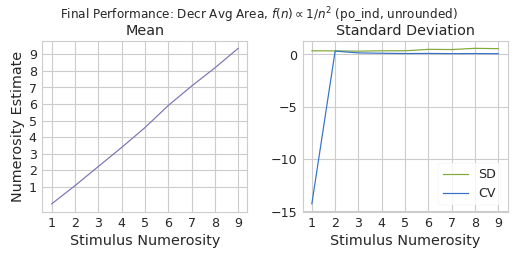 Final Performance: Decr Avg Area, f(n) ∝ 1/n² (po_ind, unrounded)
Mean
Standard Deviation
Numerosity Estimate
9
8
7
6
5
4
3
2
1
1 2 3 4 5 6 7 8 9
Stimulus Numerosity
0
−5
−10
−15
SD
CV
1 2 3 4 5 6 7 8 9
Stimulus Numerosity